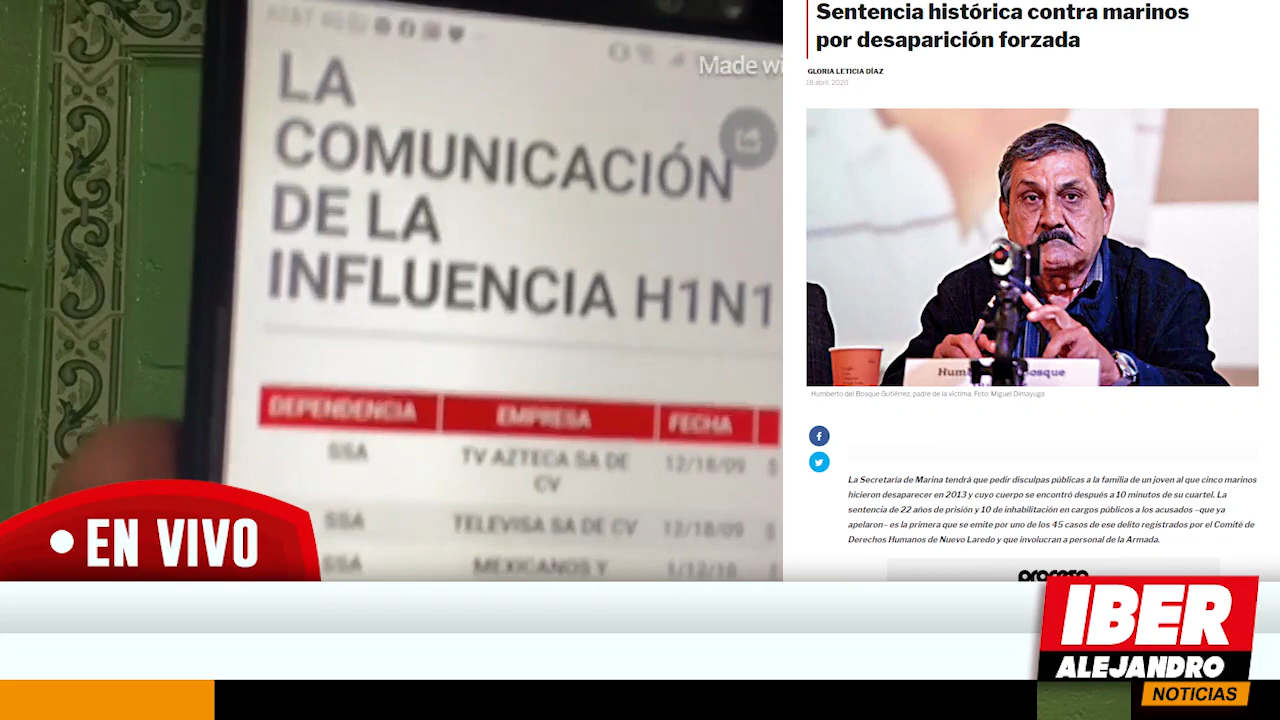 AT&T
Made wi
LA
COMUNICACIÓN
DE LA
INFLUENCIA H1N1
DEPENDENCIA EMPRESA FECHA
SSA TV AZTECA SA DE CV 12/18/09 $
SSA TELEVISA SA DE CV 12/18/09 $
SSA MEXICANOS Y 1/12/10
Sentencia histórica contra marinos
por desaparición forzada
GLORIA LETICIA DÍAZ
18 abril, 2020
Hum osque
Humberto del Bosque Gutiérrez, padre de la víctima. Foto: Miguel Dimayuga
La Secretaría de Marina tendrá que pedir disculpas públicas a la familia de un joven al que cinco marinos
hicieron desaparecer en 2013 y cuyo cuerpo se encontró después a 10 minutos de su cuartel. La
sentencia de 22 años de prisión y 10 de inhabilitación en cargos públicos a los acusados –que ya
apelaron– es la primera que se emite por uno de los 45 casos de ese delito registrados por el Comité de
Derechos Humanos de Nuevo Laredo y que involucran a personal de la Armada.
proceso
EN VIVO
IBER
ALEJANDRO
NOTICIAS